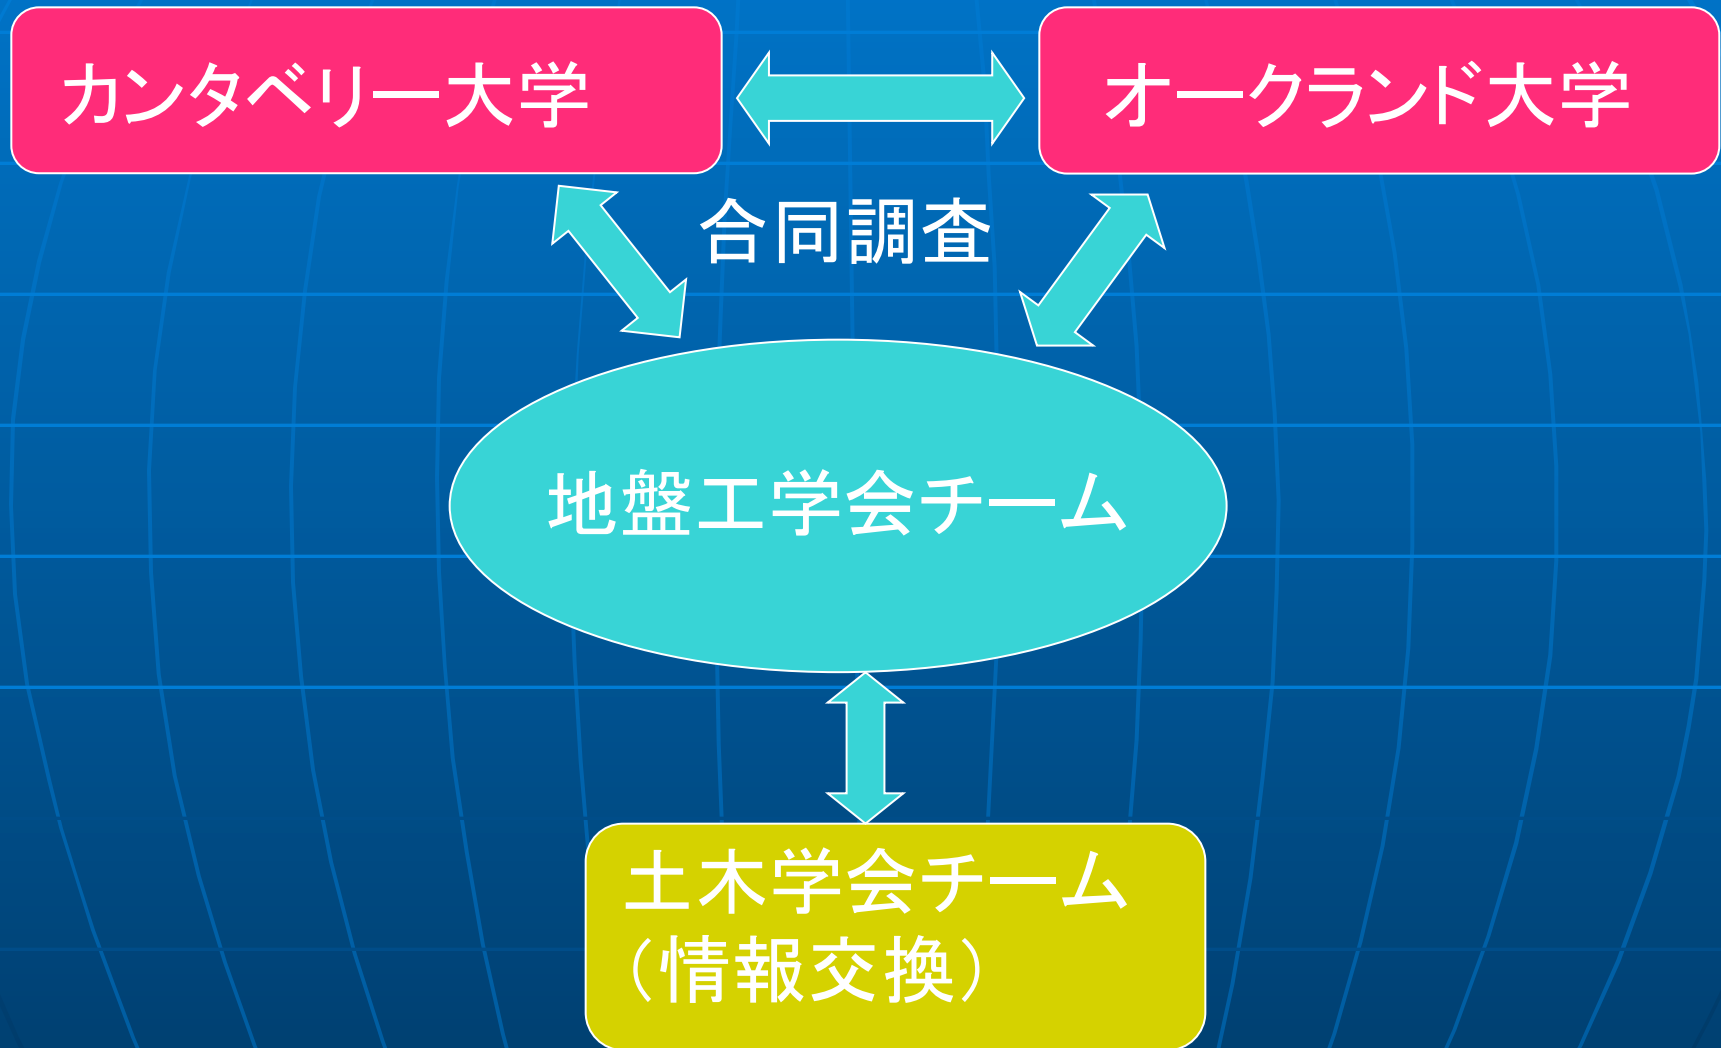 カンタベリー大学
オークランド大学
合同調査
地盤工学会チーム
土木学会チーム
（情報交換）